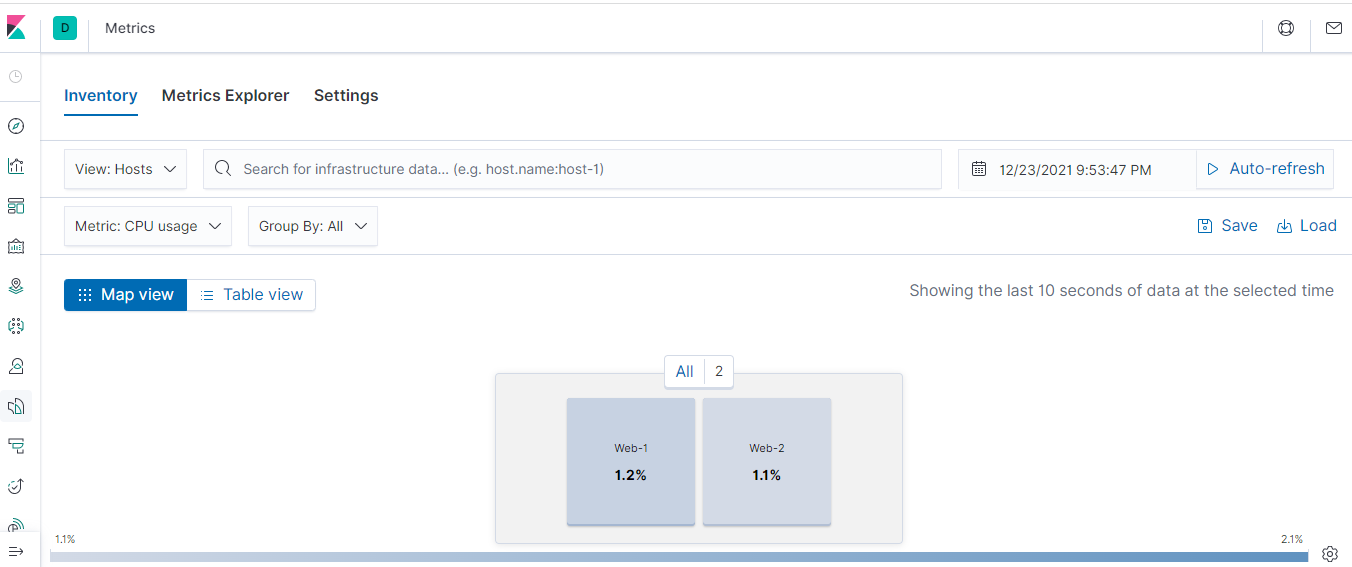 D Metrics
Inventory Metrics Explorer Settings
View: Hosts Search for infrastructure data... (e.g. host.name:host-1) 12/23/2021 9:53:47 PM Auto-refresh
Metric: CPU usage Group By: All Save Load
Map view Table view Showing the last 10 seconds of data at the selected time
All 2
Web-1 Web-2
1.2% 1.1%
1.1% 2.1%